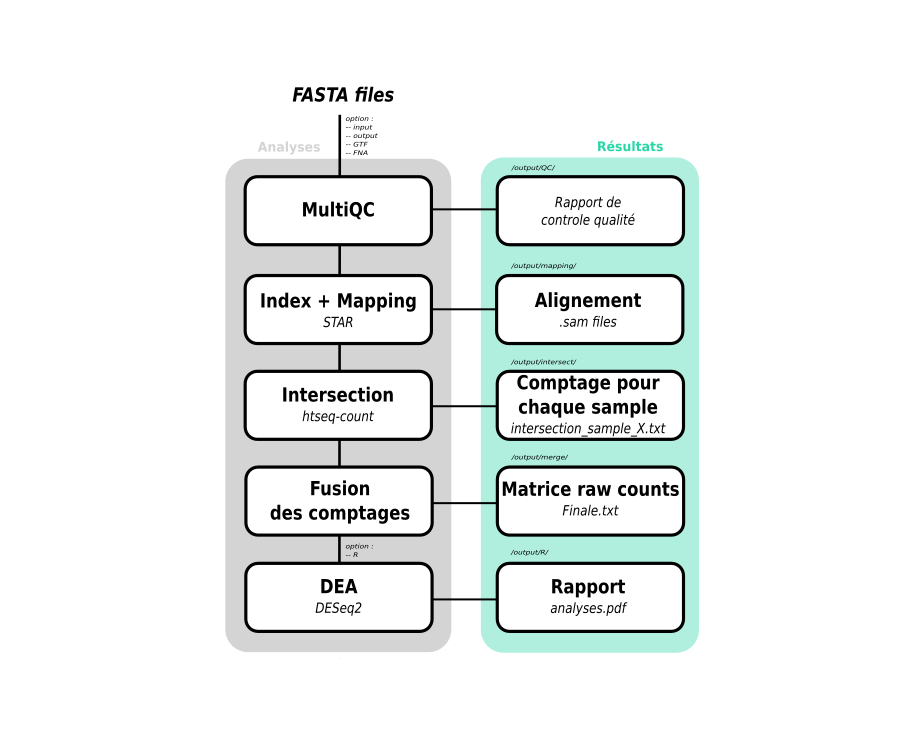 FASTA files
option :
-- input
-- output
-- GTF
-- FNA
Analyses
Résultats
/output/QC/
MultiQC
Rapport de
controle qualité
/output/mapping/
Index + Mapping
STAR
Alignement
.sam files
/output/intersect/
Intersection
htseq-count
Comptage pour
chaque sample
intersection_sample_X.txt
/output/merge/
Fusion
des comptages
Matrice raw counts
Finale.txt
option :
-- R
/output/R/
DEA
DESeq2
Rapport
analyses.pdf